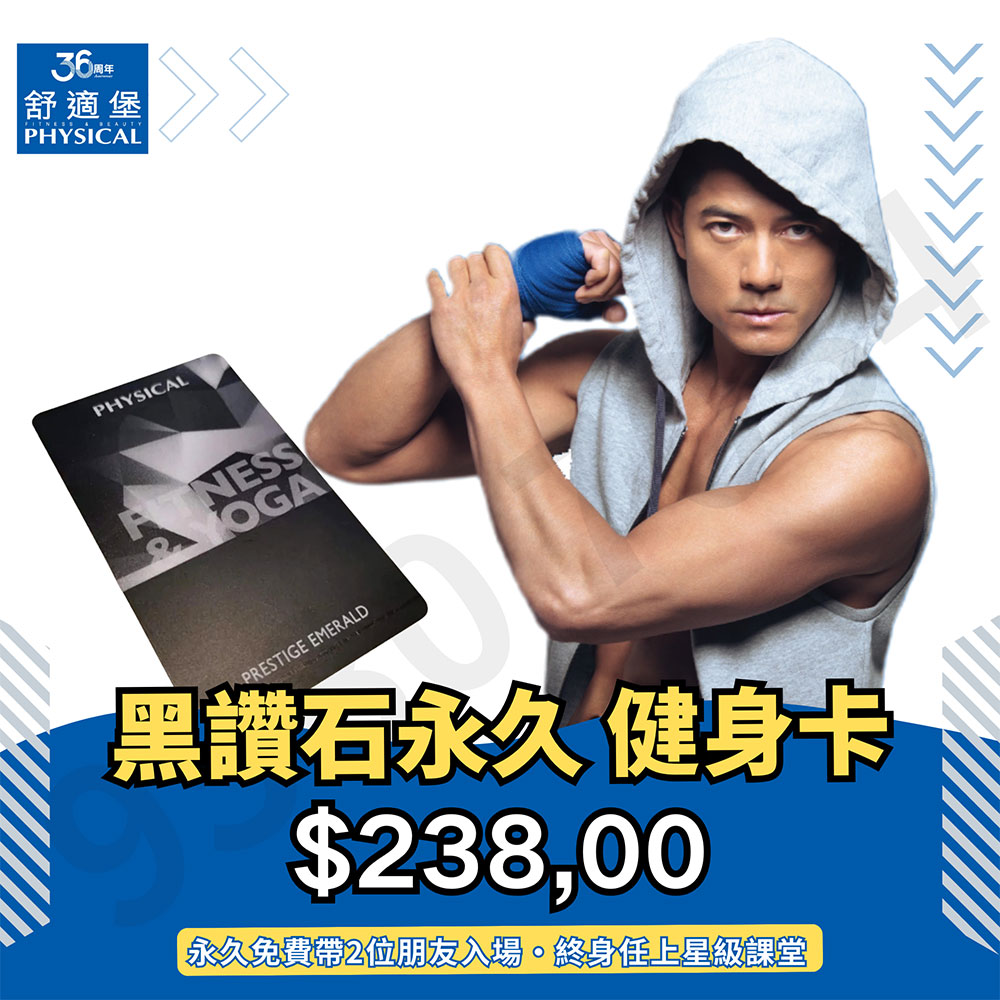 36周年
Anniversary
舒適堡
FITNESS & BEAUTY
PHYSICAL
PHYSICAL
FITNESS
& YOGA
PRESTIGE EMERALD
黑讚石永久 健身卡
$238,00
永久免費帶2位朋友入場。終身任上星級課堂